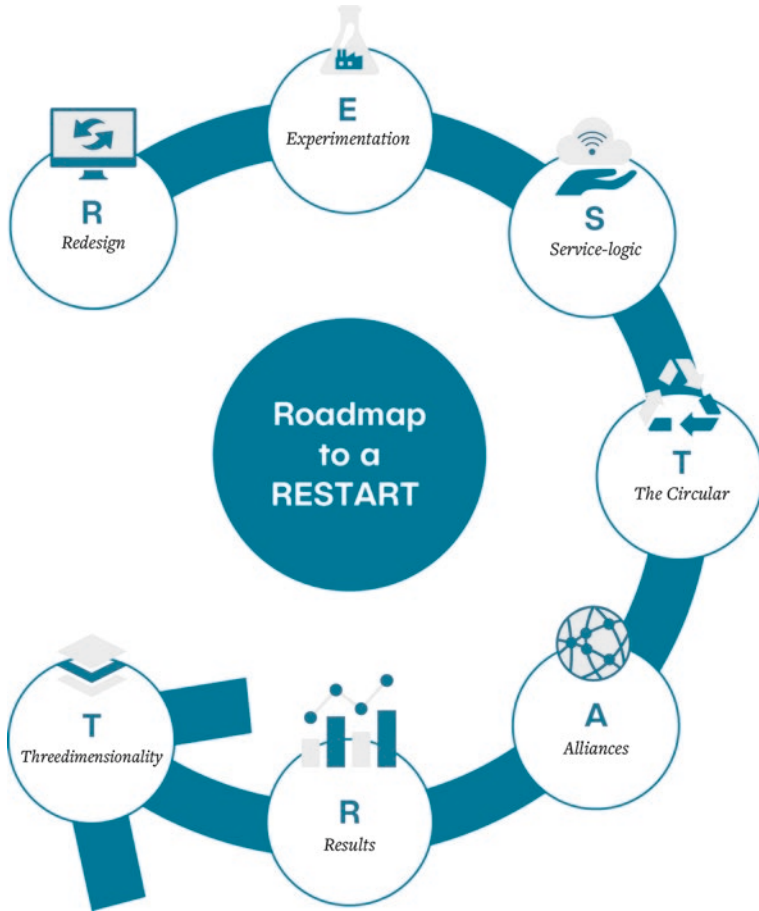 R
Redesign
E
Experimentation
S
Service-logic
T
The Circular
A
Alliances
R
Results
T
Threedimensionality
Roadmap
to a
RESTART